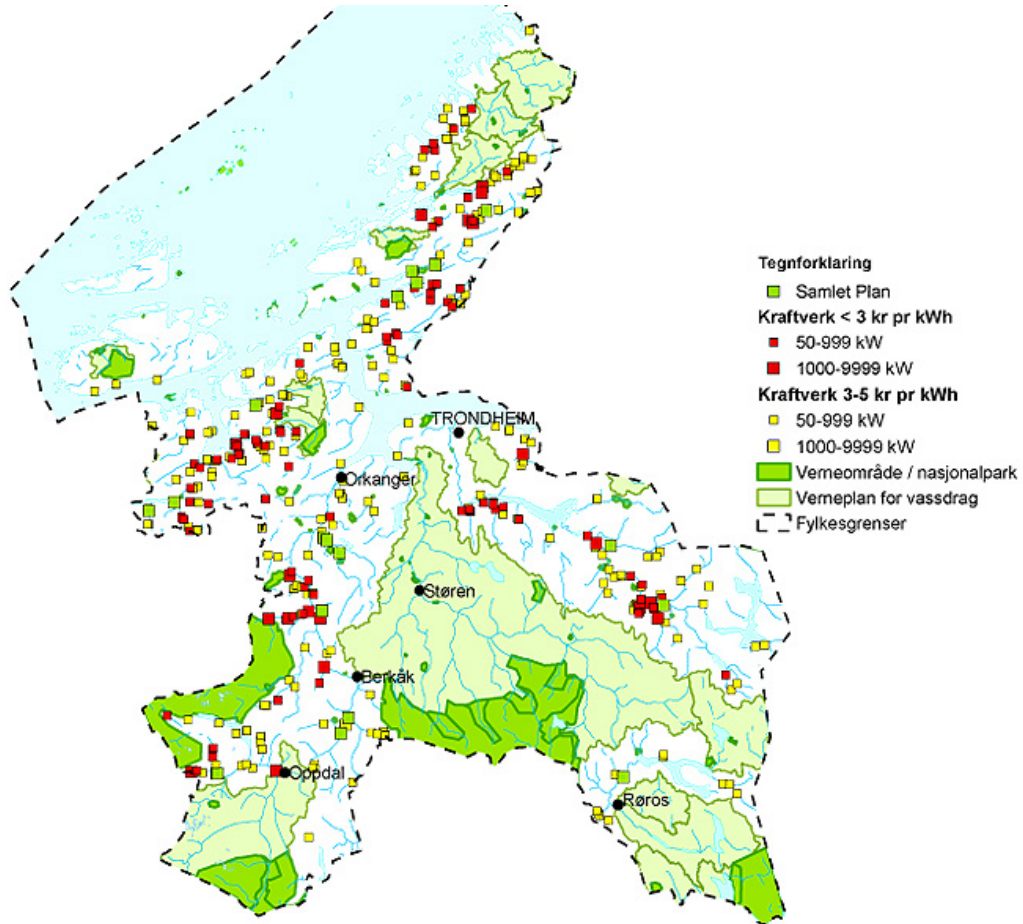 Tegnforklaring
Samlet Plan
Kraftverk < 3 kr pr kWh
50-999 kW
1000-9999 kW
Kraftverk 3-5 kr pr kWh
50-999 kW
1000-9999 kW
Verneområde / nasjonalpark
Verneplan for vassdrag
Fylkesgrenser
TRONDHEIM
Orkanger
Støren
Berkåk
Oppdal
Røros